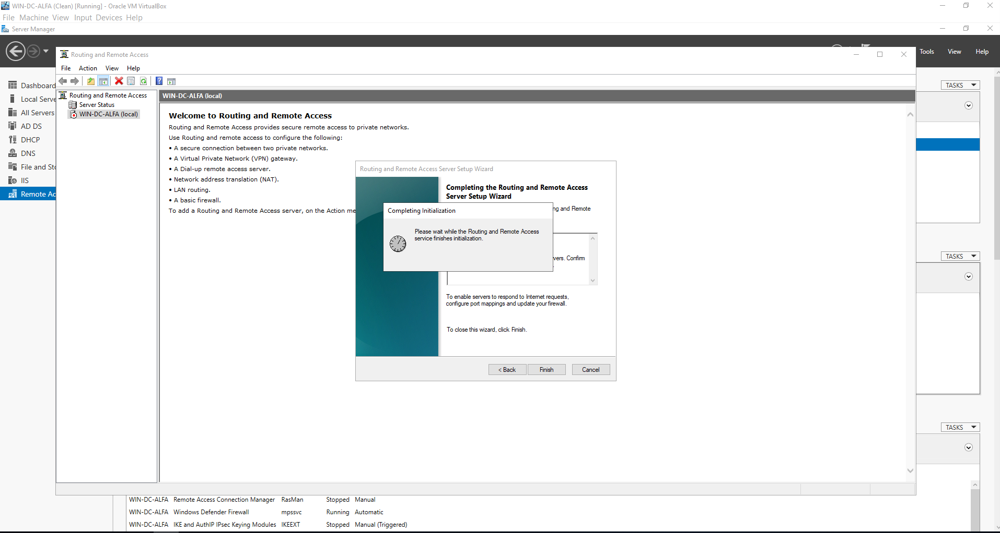 WIN-DC-ALFA (Clean) [Running] - Oracle VM VirtualBox
File Machine View Input Devices Help
Server Manager
Tools View Help
Routing and Remote Access
File Action View Help
Dashboard
Local Serve
All Servers
AD DS
DHCP
DNS
File and Sto
IIS
Remote Ac
Routing and Remote Access
Server Status
WIN-DC-ALFA (local)
WIN-DC-ALFA (local)
Welcome to Routing and Remote Access
Routing and Remote Access provides secure remote access to private networks.
Use Routing and remote access to configure the following:
• A secure connection between two private networks.
• A Virtual Private Network (VPN) gateway.
• A Dial-up remote access server.
• Network address translation (NAT).
• LAN routing.
• A basic firewall.
To add a Routing and Remote Access server, on the Action me
Routing and Remote Access Server Setup Wizard
Completing the Routing and Remote Access
Server Setup Wizard
ng and Remote
vers. Confirm
Completing Initialization
Please wait while the Routing and Remote Access
service finishes initialization.
To enable servers to respond to Internet requests,
configure port mappings and update your firewall.
To close this wizard, click Finish.
< Back Finish Cancel
TASKS
TASKS
TASKS
WIN-DC-ALFA Remote Access Connection Manager RasMan Stopped Manual
WIN-DC-ALFA Windows Defender Firewall mpssvc Running Automatic
WIN-DC-ALFA IKE and AuthIP IPsec Keying Modules IKEEXT Stopped Manual (Triggered)